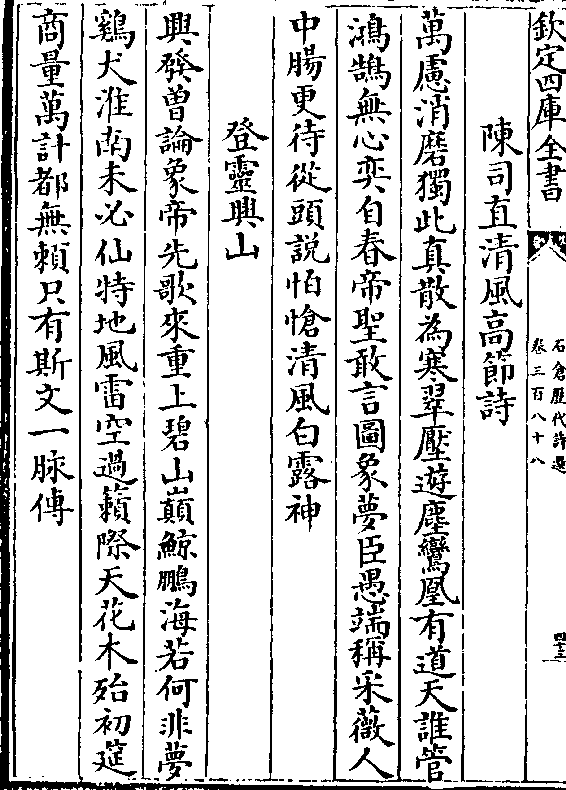 欽定四庫全書
石倉歷代詩選
卷三百八十八
四十三
陳司直清風高節詩
萬慮消磨獨此真散為寒翠壓遊塵鸞凰有道天誰管
鴻鵠無心奕自春帝聖敢言圖象夢臣愚端稱采薇人
中腸更待從頭說怕愴清風白露神
登靈興山
興發曽論象帝先歌來重上碧山巔鯨鵬海若何非夢
鷄犬淮南未必仙特地風雷空過籟際天花木殆初筵
商量萬計都無賴只有斯文一脉傳